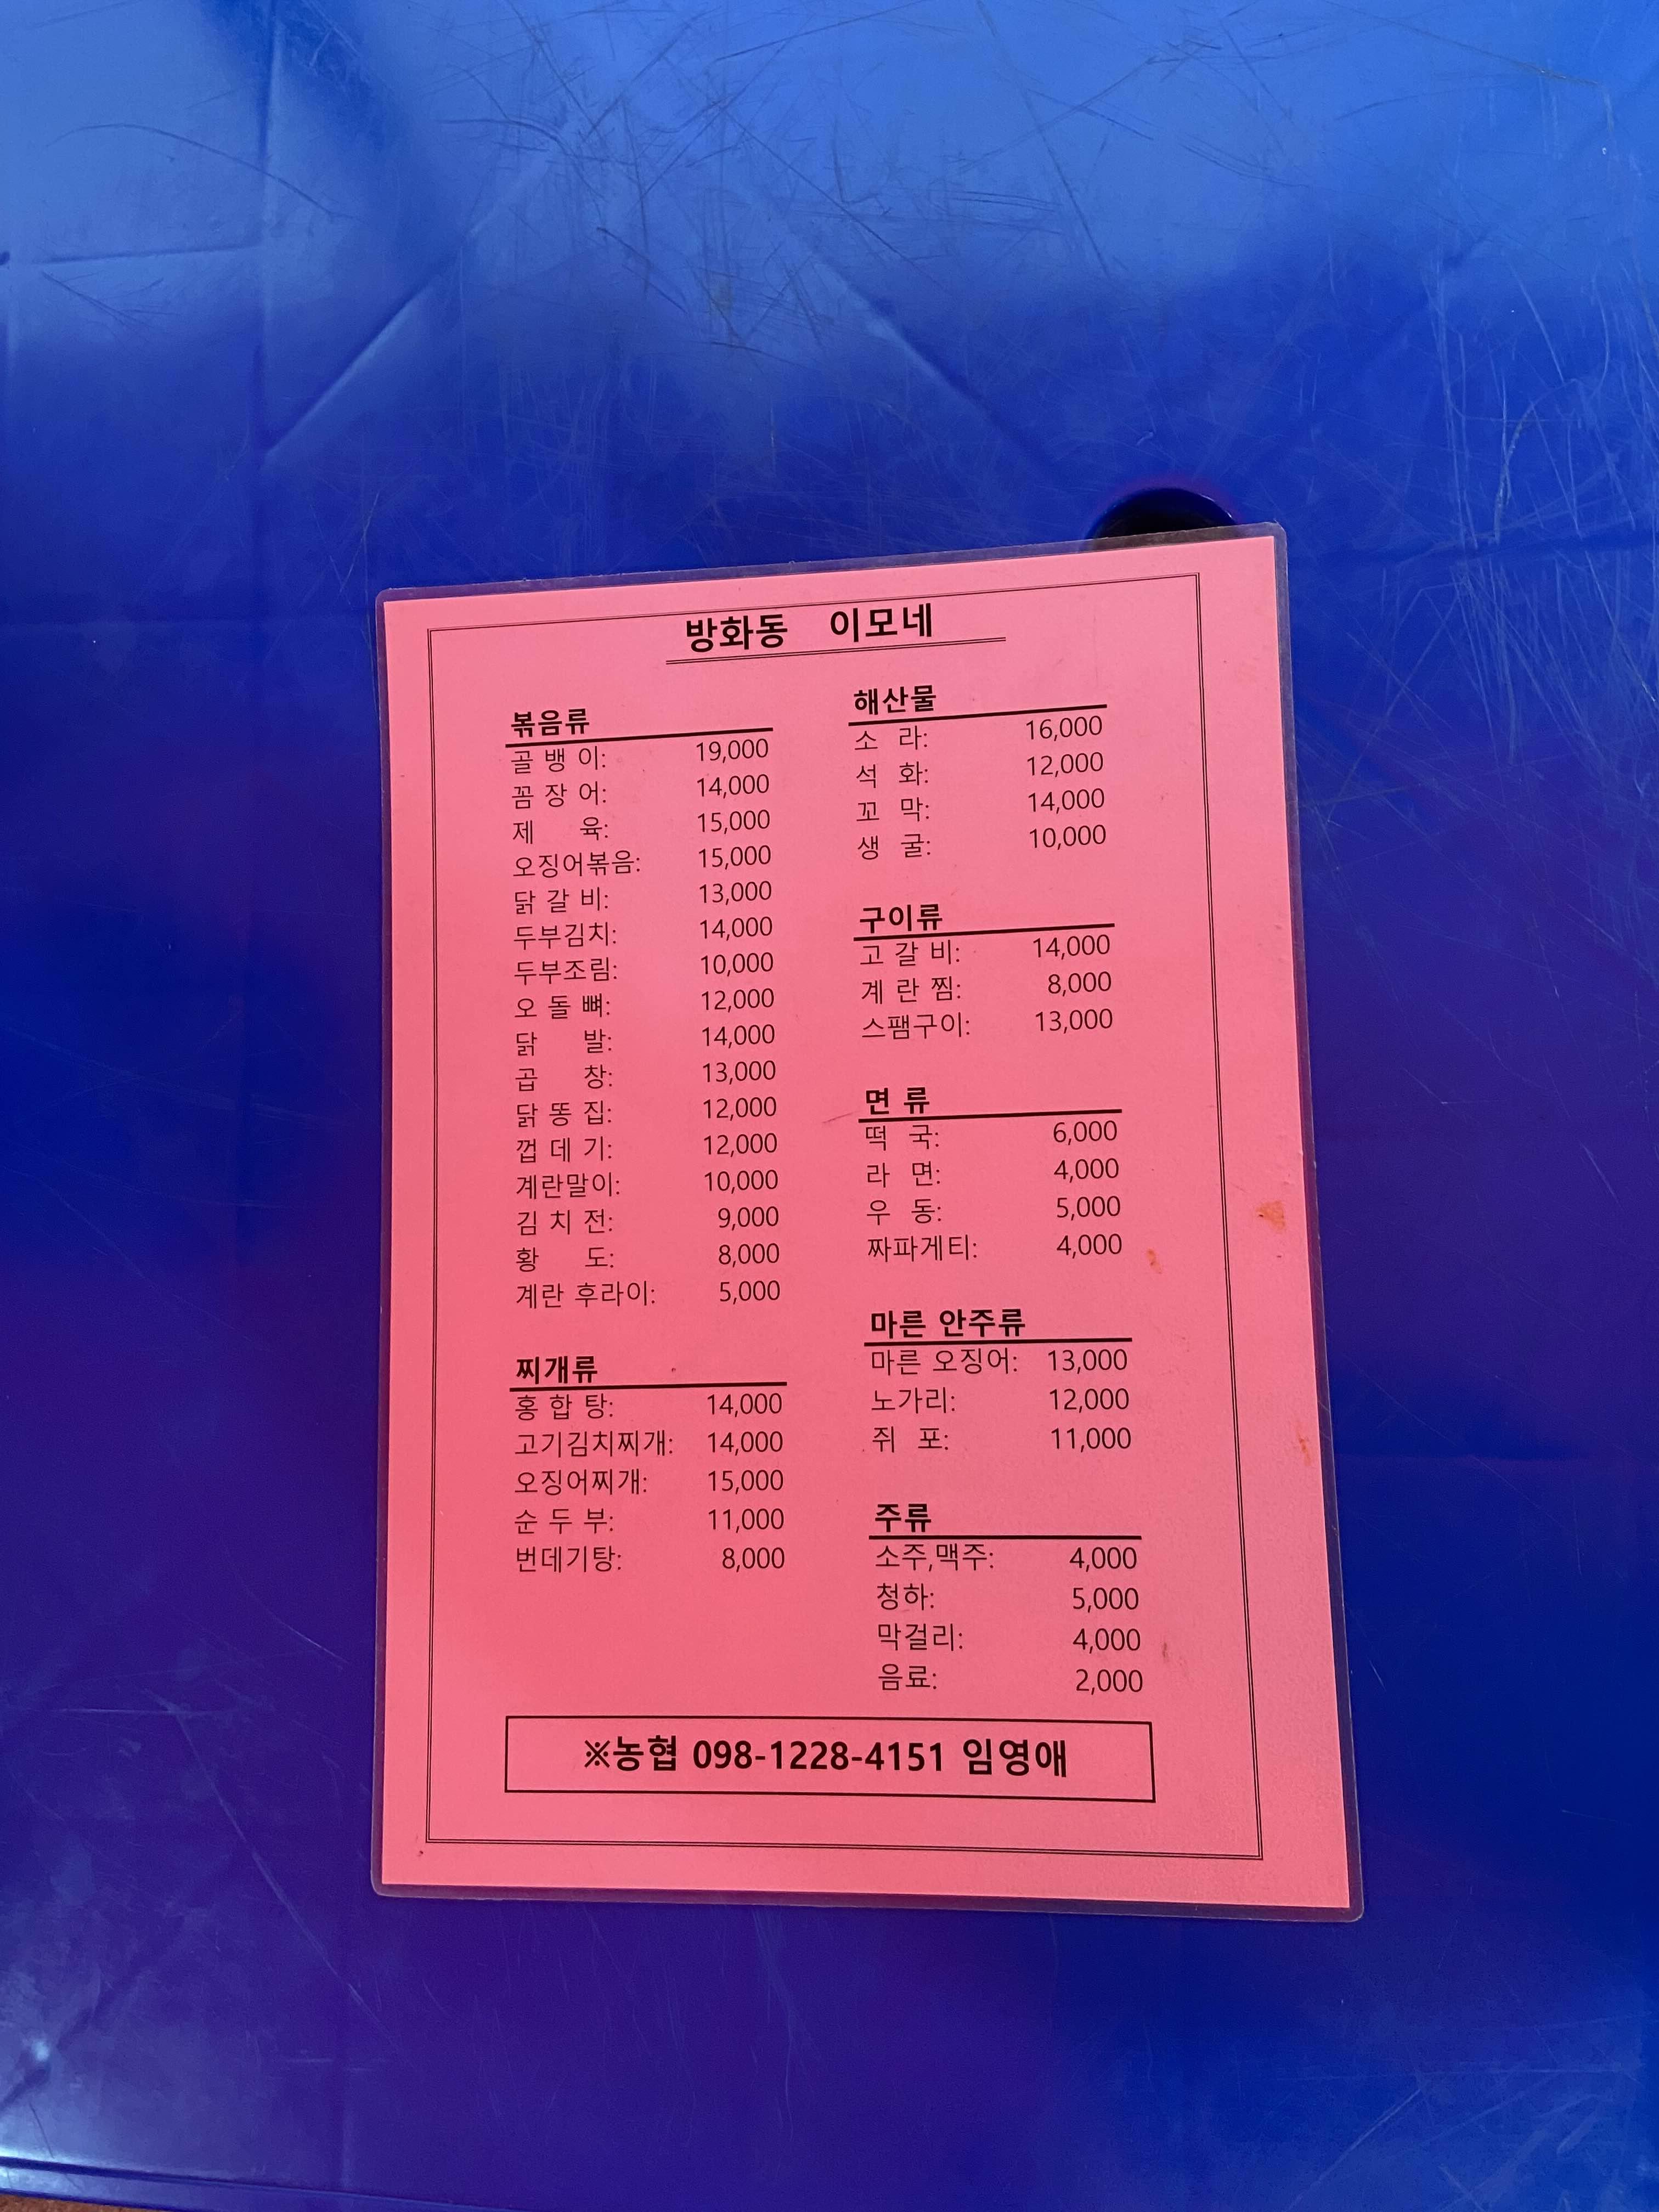 방화동 이모네
볶음류
골 뱅 이: 19,000
꼼 장 어: 14,000
제 육: 15,000
오징어볶음: 15,000
닭 갈 비: 13,000
두부김치: 14,000
두부조림: 10,000
오 돌 뼈: 12,000
닭 발: 14,000
곱 창: 13,000
닭 똥 집: 12,000
껍 데 기: 12,000
계란말이: 10,000
김 치 전: 9,000
황 도: 8,000
계란 후라이: 5,000
찌개류
홍 합 탕: 14,000
고기김치찌개: 14,000
오징어찌개: 15,000
순 두 부: 11,000
번데기탕: 8,000
해산물
소 라: 16,000
석 화: 12,000
꼬 막: 14,000
생 굴: 10,000
구이류
고 갈 비: 14,000
계 란 찜: 8,000
스팸구이: 13,000
면 류
떡 국: 6,000
라 면: 4,000
우 동: 5,000
짜파게티: 4,000
마른 안주류
마른 오징어: 13,000
노가리: 12,000
쥐 포: 11,000
주류
소주,맥주: 4,000
청하: 5,000
막걸리: 4,000
음료: 2,000
※농협 098-1228-4151 임영애